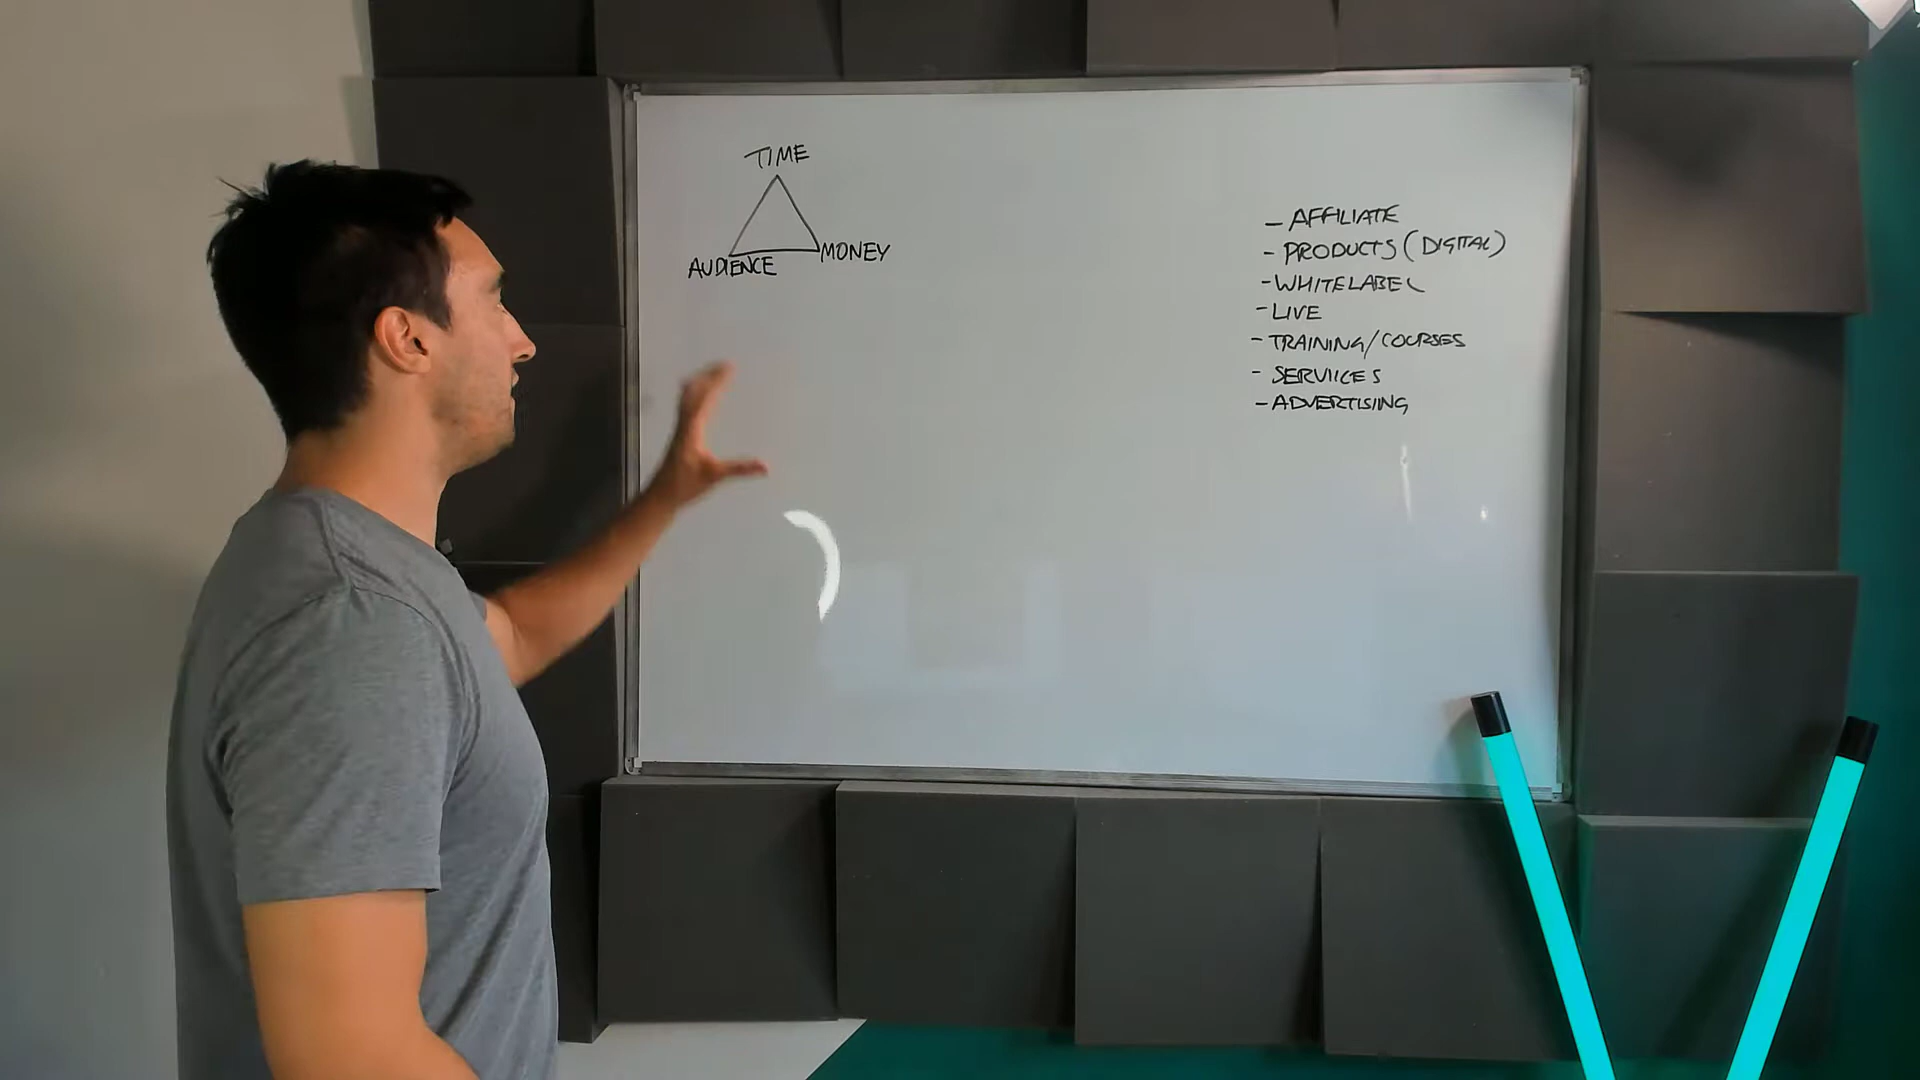 TIME
AUDIENCE
MONEY
- AFFILIATE
- PRODUCTS (DIGITAL)
- WHITELABEL
- LIVE
- TRAINING/COURSES
- SERVICES
- ADVERTISING